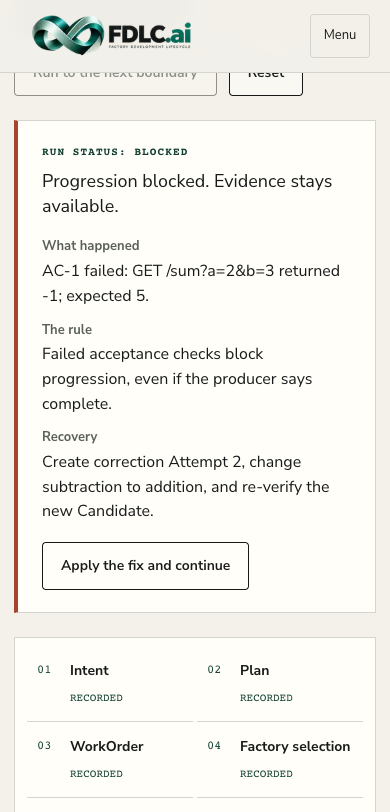 FDLC.ai
FACTORY DEVELOPMENT LIFECYCLE
Menu
Run to the next boundary
Reset
RUN STATUS: BLOCKED
Progression blocked. Evidence stays
available.
What happened
AC-1 failed: GET /sum?a=2&b=3 returned
-1; expected 5.
The rule
Failed acceptance checks block
progression, even if the producer says
complete.
Recovery
Create correction Attempt 2, change
subtraction to addition, and re-verify the
new Candidate.
Apply the fix and continue
01 Intent
RECORDED
02 Plan
RECORDED
03 WorkOrder
RECORDED
04 Factory selection
RECORDED